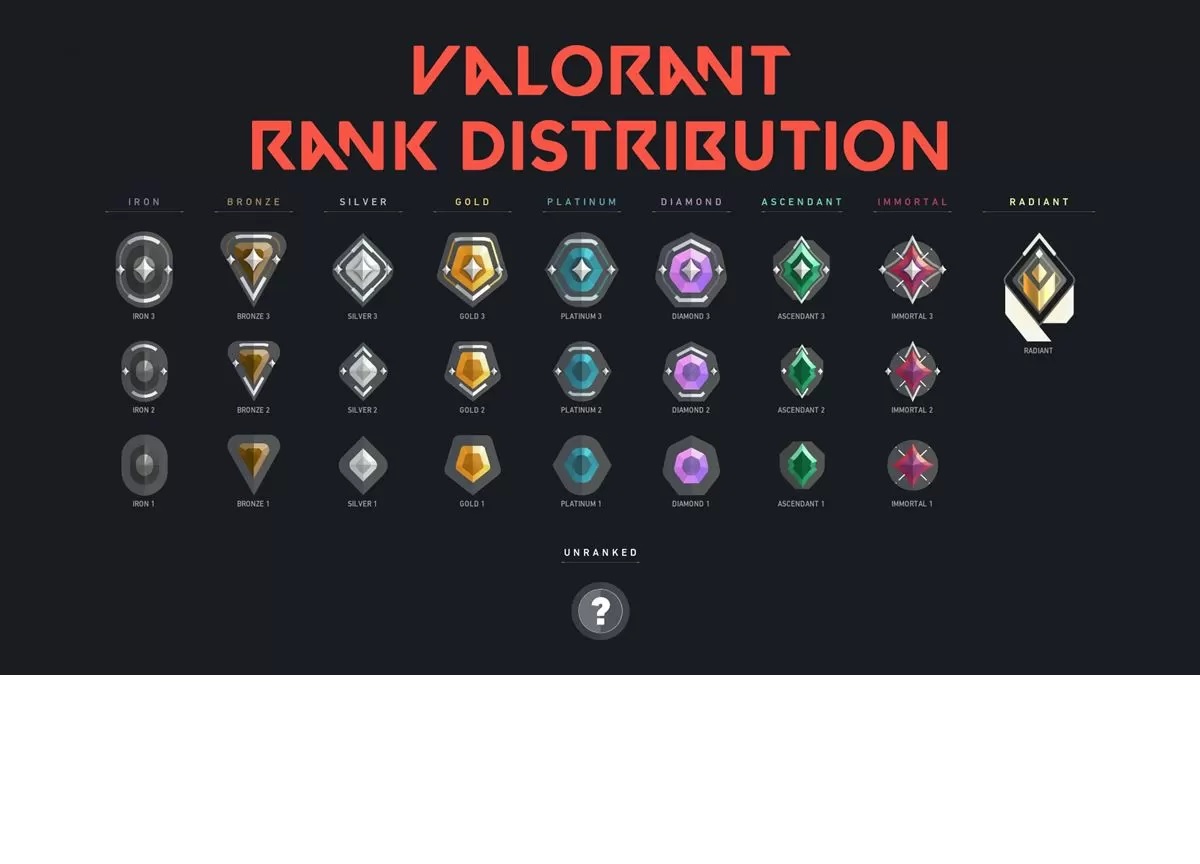 VALORANT
RANK DISTRIBUTION
IRON BRONZE SILVER GOLD PLATINUM DIAMOND ASCENDANT IMMORTAL RADIANT
IRON 3 BRONZE 3 SILVER 3 GOLD 3 PLATINUM 3 DIAMOND 3 ASCENDANT 3 IMMORTAL 3
RADIANT
IRON 2 BRONZE 2 SILVER 2 GOLD 2 PLATINUM 2 DIAMOND 2 ASCENDANT 2 IMMORTAL 2
IRON 1 BRONZE 1 SILVER 1 GOLD 1 PLATINUM 1 DIAMOND 1 ASCENDANT 1 IMMORTAL 1
UNRANKED
?